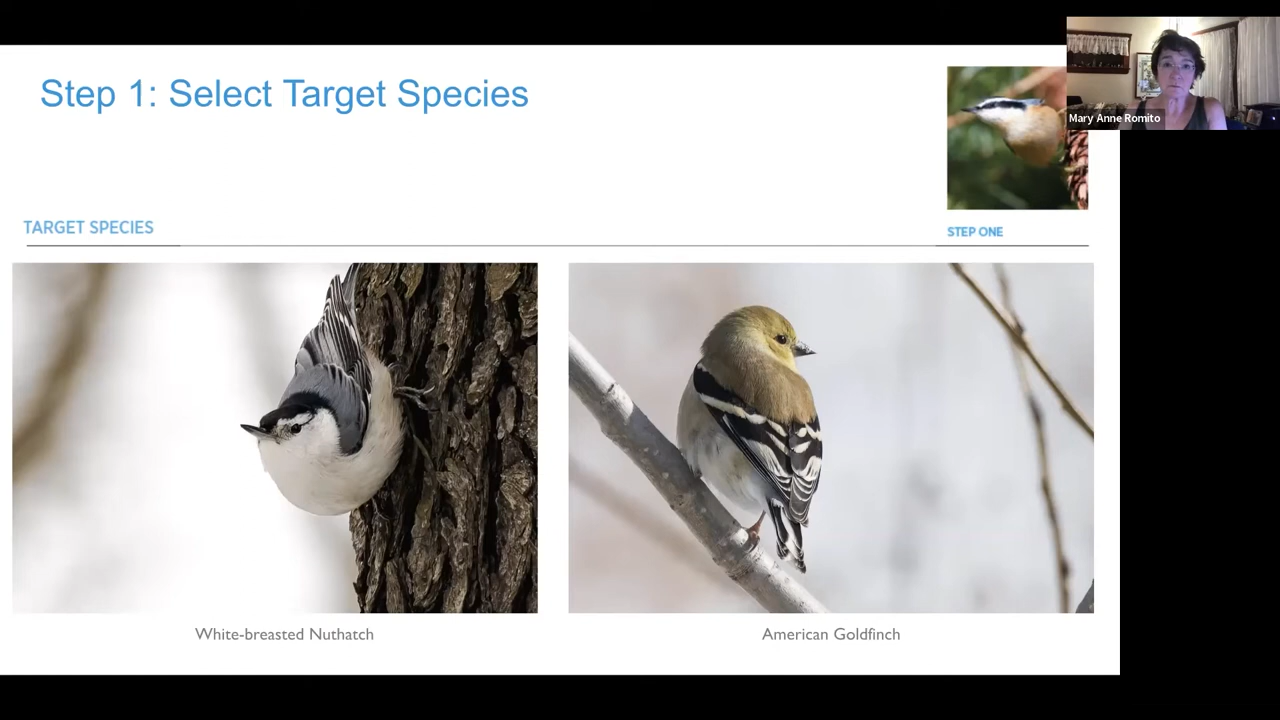 Step 1: Select Target Species
Mary Anne Romito
TARGET SPECIES
STEP ONE
White-breasted Nuthatch
American Goldfinch